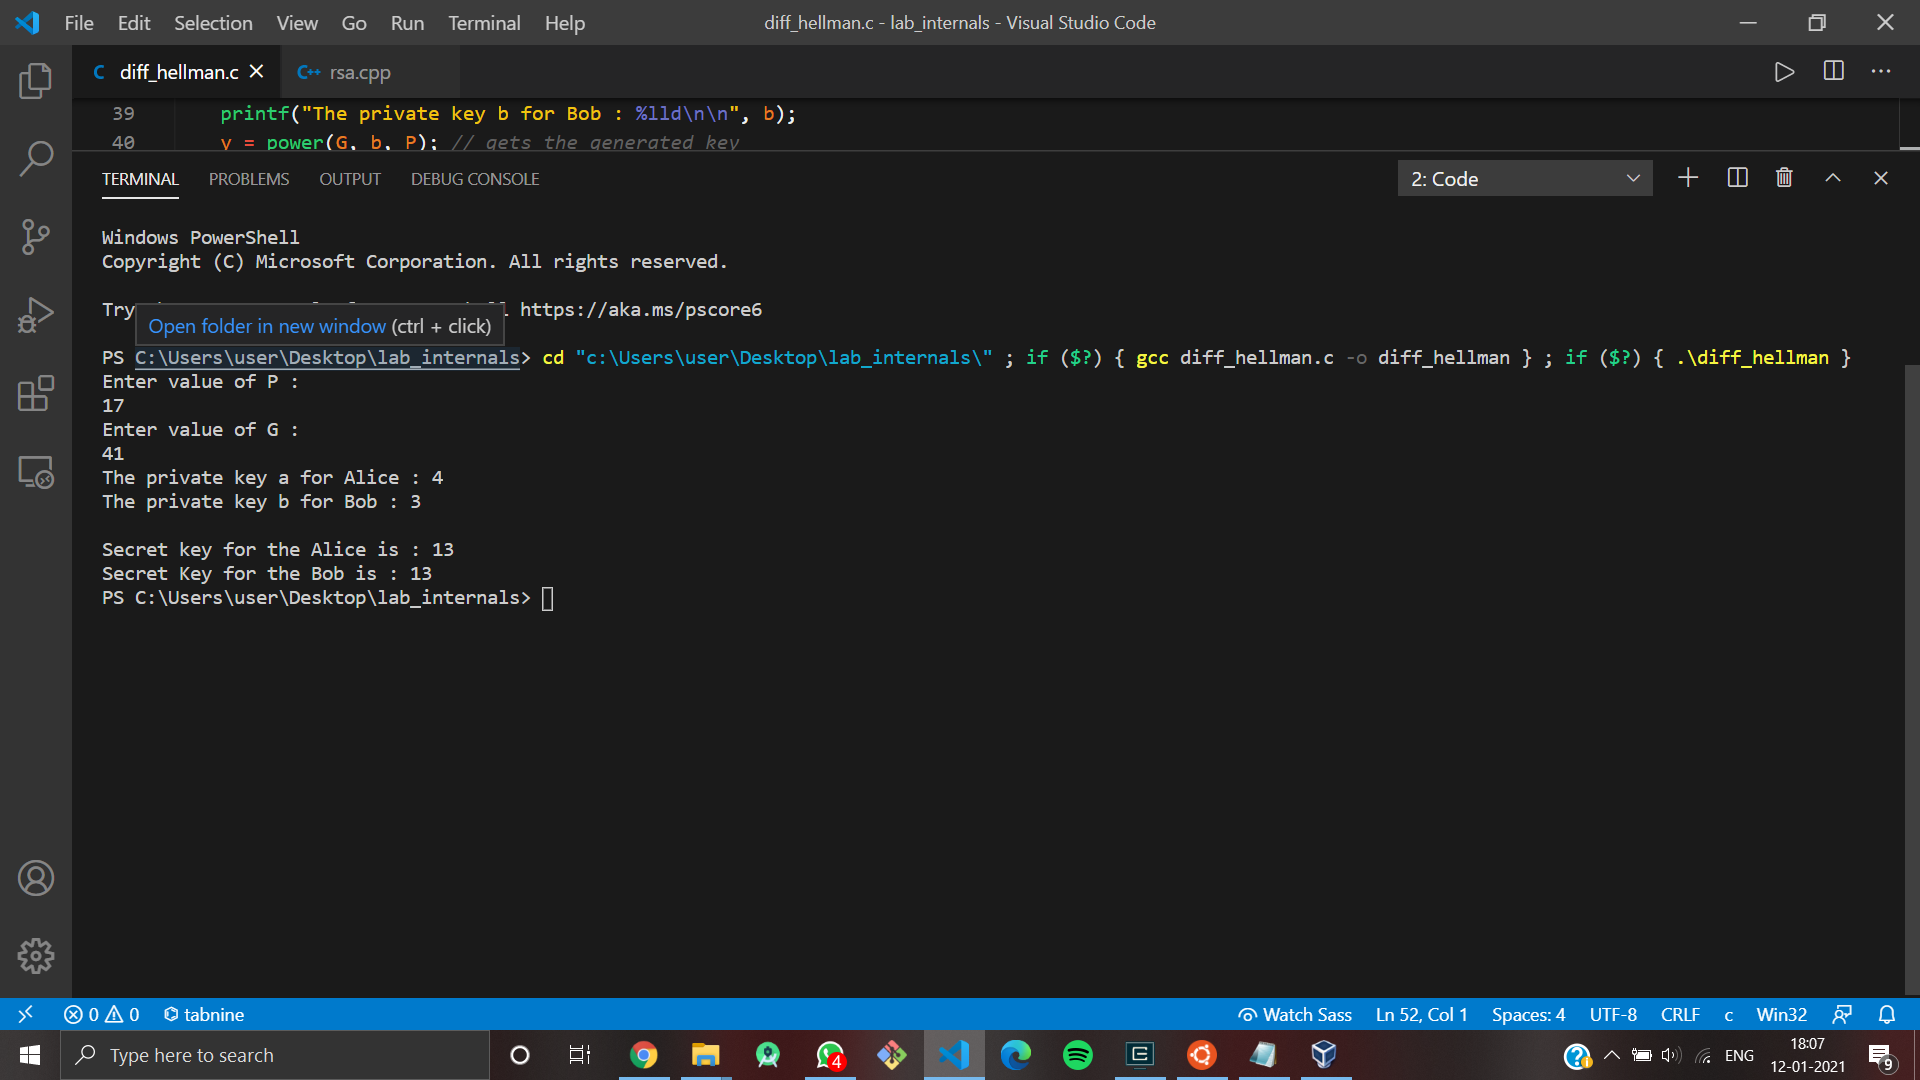 File Edit Selection View Go Run Terminal Help diff_hellman.c - lab_internals - Visual Studio Code
C diff_hellman.c C++ rsa.cpp
39 printf("The private key b for Bob : %lld\n\n", b);
40 y = power(G, b, P); // gets the generated key
TERMINAL PROBLEMS OUTPUT DEBUG CONSOLE 2: Code
Windows PowerShell
Copyright (C) Microsoft Corporation. All rights reserved.
Try https://aka.ms/pscore6
Open folder in new window (ctrl + click)
PS C:\Users\user\Desktop\lab_internals> cd "c:\Users\user\Desktop\lab_internals\" ; if ($?) { gcc diff_hellman.c -o diff_hellman } ; if ($?) { .\diff_hellman }
Enter value of P :
17
Enter value of G :
41
The private key a for Alice : 4
The private key b for Bob : 3
Secret key for the Alice is : 13
Secret Key for the Bob is : 13
PS C:\Users\user\Desktop\lab_internals>
0 0 tabnine Watch Sass Ln 52, Col 1 Spaces: 4 UTF-8 CRLF c Win32
Type here to search 4 ENG 18:07
12-01-2021 9